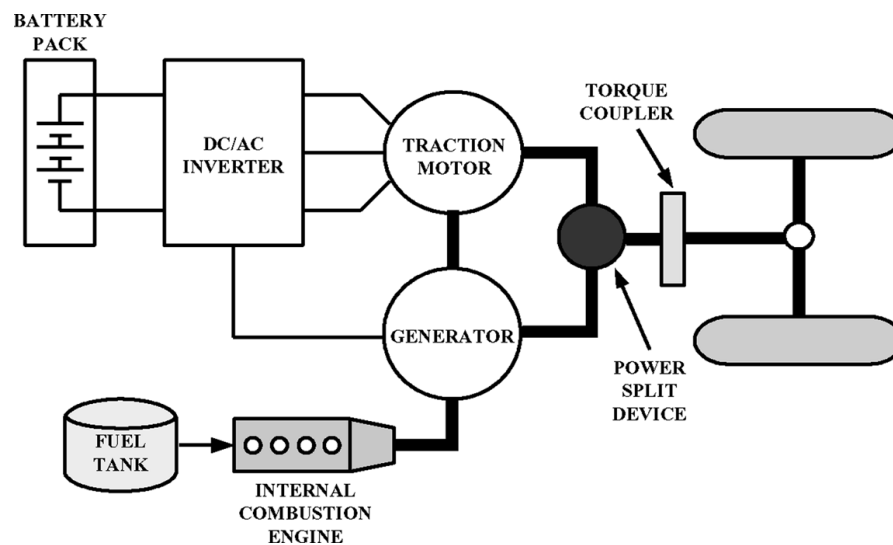 BATTERY
PACK
DC/AC
INVERTER
TRACTION
MOTOR
TORQUE
COUPLER
GENERATOR
POWER
SPLIT
DEVICE
FUEL
TANK
INTERNAL
COMBUSTION
ENGINE